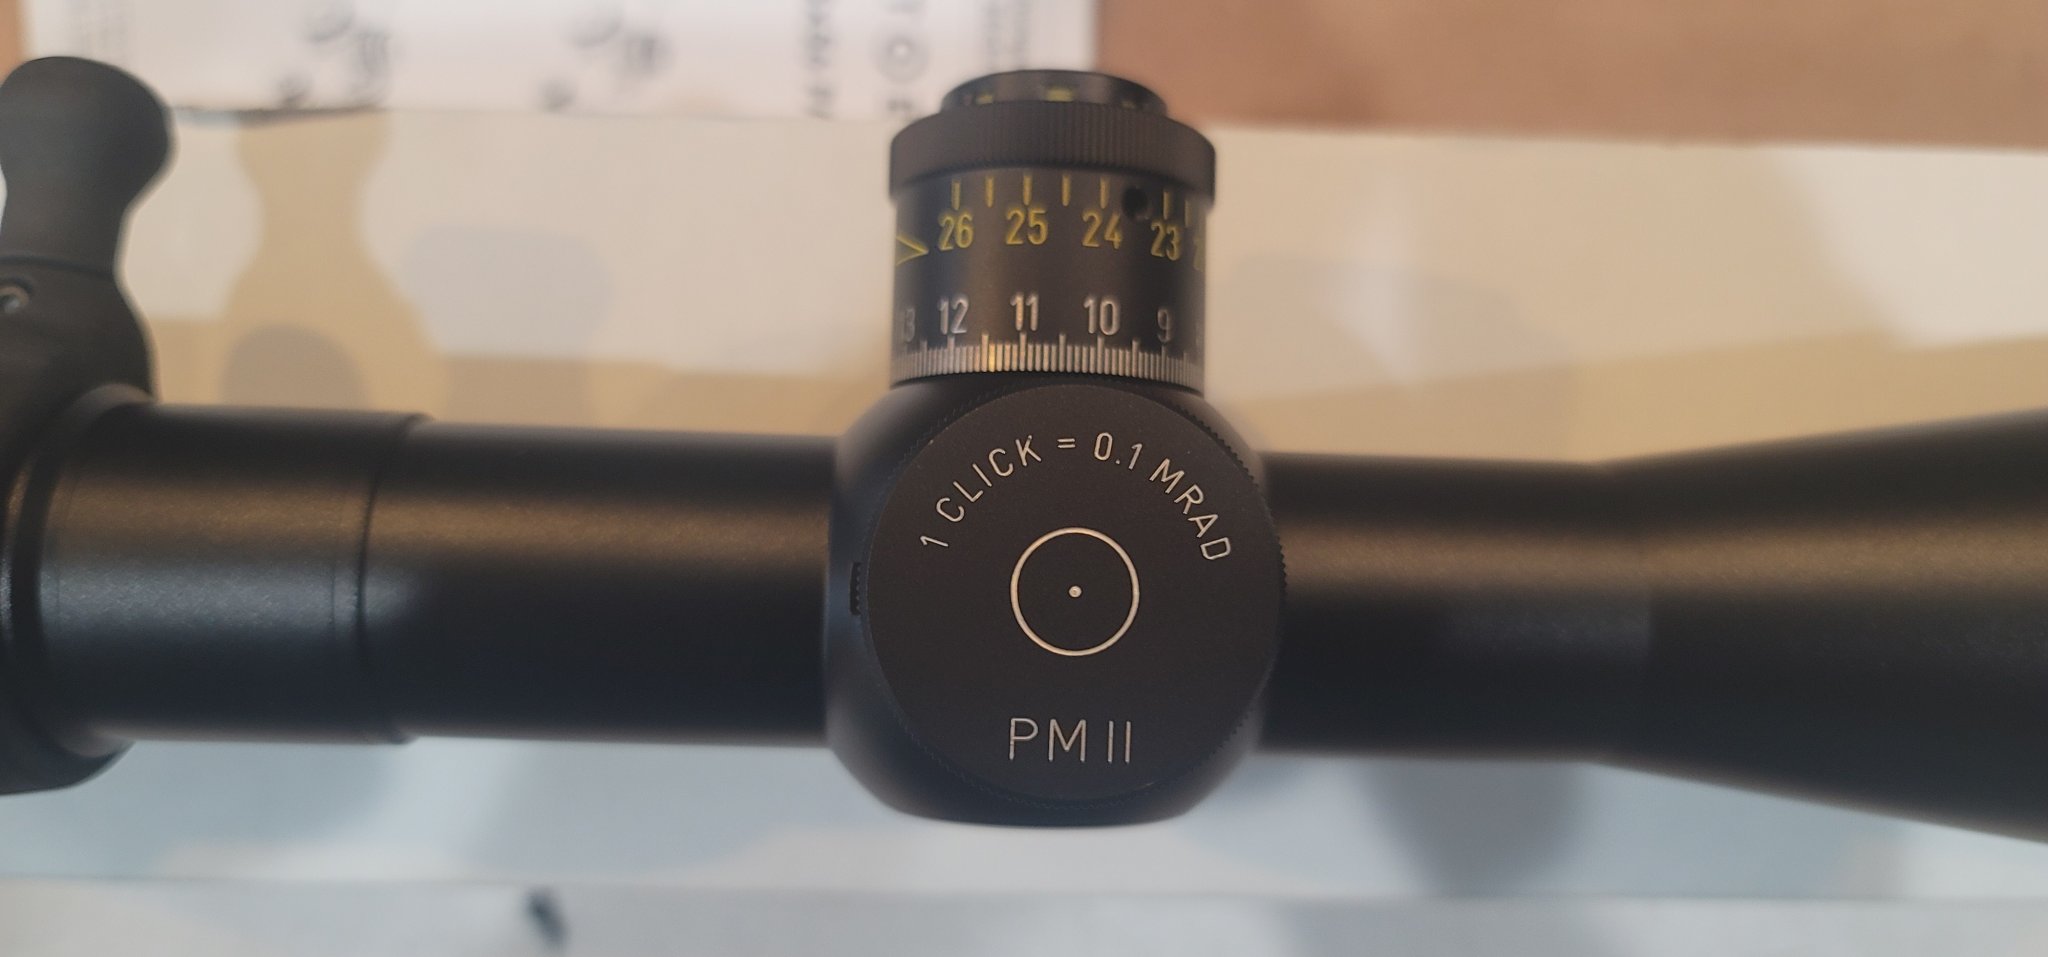 26 25 24 23
13 12 11 10 9
1 CLICK = 0.1 MRAD
PM II